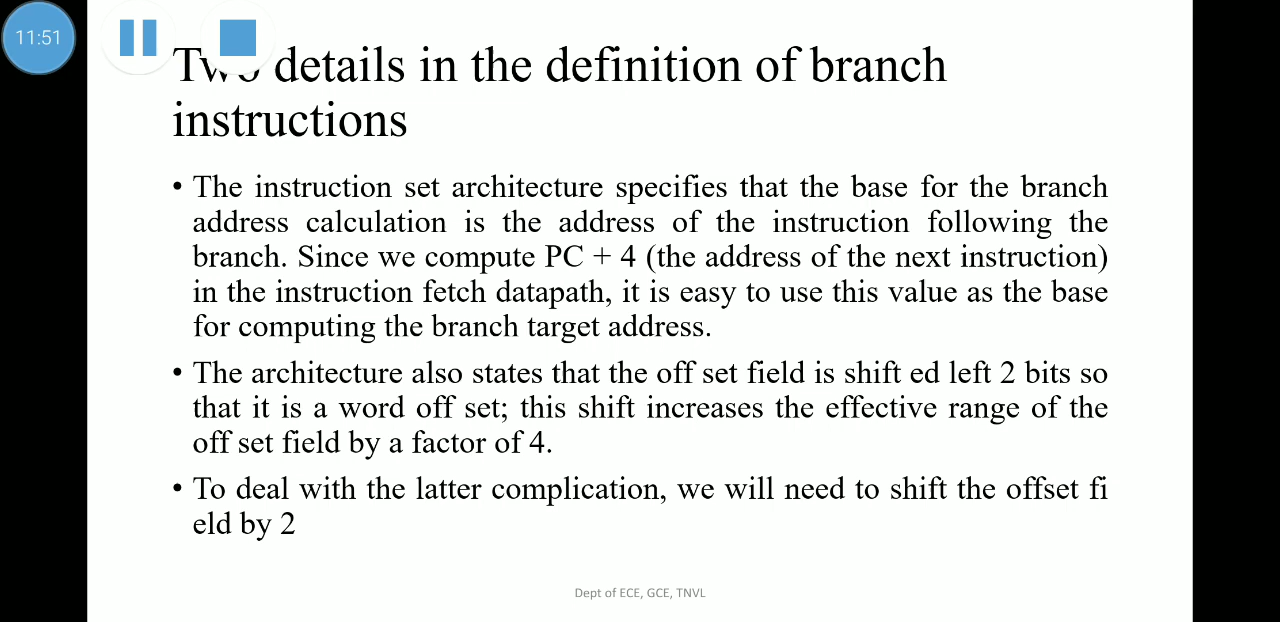 11:51
Two details in the definition of branch
instructions
• The instruction set architecture specifies that the base for the branch
address calculation is the address of the instruction following the
branch. Since we compute PC + 4 (the address of the next instruction)
in the instruction fetch datapath, it is easy to use this value as the base
for computing the branch target address.
• The architecture also states that the off set field is shift ed left 2 bits so
that it is a word off set; this shift increases the effective range of the
off set field by a factor of 4.
• To deal with the latter complication, we will need to shift the offset fi
eld by 2
Dept of ECE, GCE, TNVL